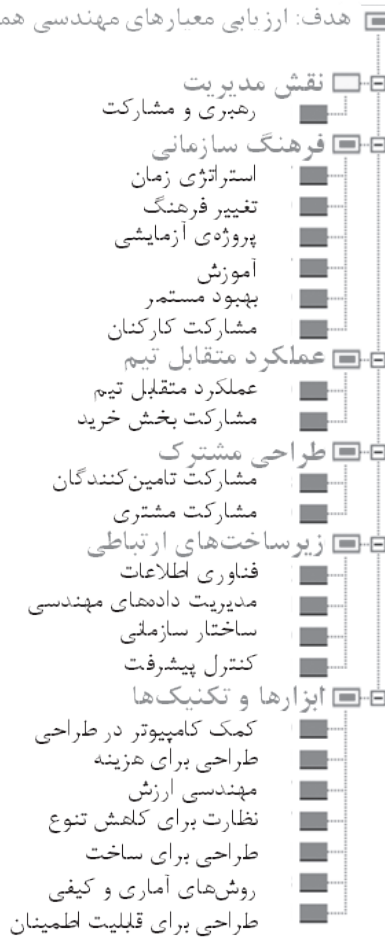 هدف: ارزیابی معیارهای مهندسی هم
نقش مدیریت
رهبری و مشارکت
فرهنگ سازمانی
استراتژی زمان
تغییر فرهنگ
پروژه‌ی آزمایشی
آموزش
بهبود مستمر
مشارکت کارکنان
عملکرد متقابل تیم
عملکرد متقابل تیم
مشارکت بخش خرید
طراحی مشترک
مشارکت تامین‌کنندگان
مشارکت مشتری
زیرساخت‌های ارتباطی
فناوری اطلاعات
مدیریت داده‌های مهندسی
ساختار سازمانی
کنترل پیشرفت
ابزارها و تکنیک‌ها
کمک کامپیوتر در طراحی
طراحی برای هزینه
مهندسی ارزش
نظارت برای کاهش تنوع
طراحی برای ساخت
روش‌های آماری و کیفی
طراحی برای قابلیت اطمینان